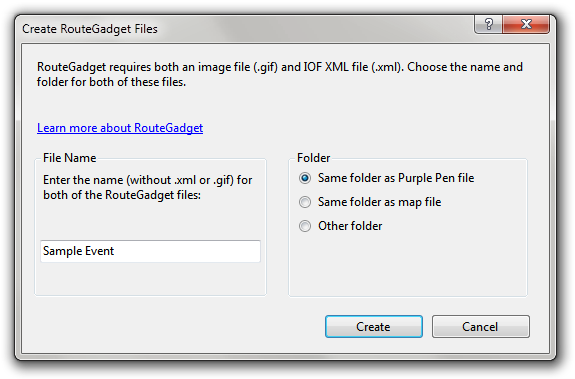 Create RouteGadget Files
RouteGadget requires both an image file (.gif) and IOF XML file (.xml). Choose the name and
folder for both of these files.
Learn more about RouteGadget
File Name
Enter the name (without .xml or .gif) for
both of the RouteGadget files:
Sample Event
Folder
Same folder as Purple Pen file
Same folder as map file
Other folder
Create
Cancel